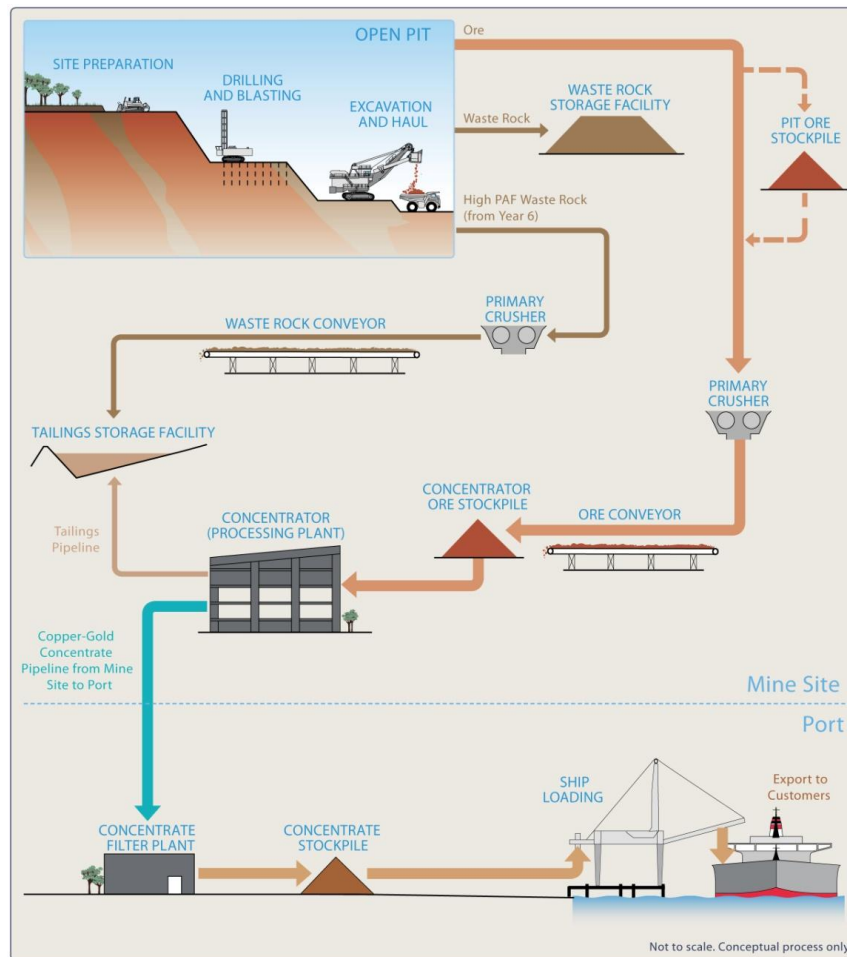 OPEN PIT
Ore
SITE PREPARATION
DRILLING
AND BLASTING
EXCAVATION
AND HAUL
WASTE ROCK
STORAGE FACILITY
Waste Rock
PIT ORE
STOCKPILE
High PAF Waste Rock
(from Year 6)
PRIMARY
CRUSHER
WASTE ROCK CONVEYOR
PRIMARY
CRUSHER
TAILINGS STORAGE FACILITY
CONCENTRATOR
ORE STOCKPILE
ORE CONVEYOR
CONCENTRATOR
(PROCESSING PLANT)
Tailings
Pipeline
Copper-Gold
Concentrate
Pipeline from Mine
Site to Port
Mine Site
Port
SHIP
LOADING
Export to
Customers
CONCENTRATE
FILTER PLANT
CONCENTRATE
STOCKPILE
Not to scale. Conceptual process only